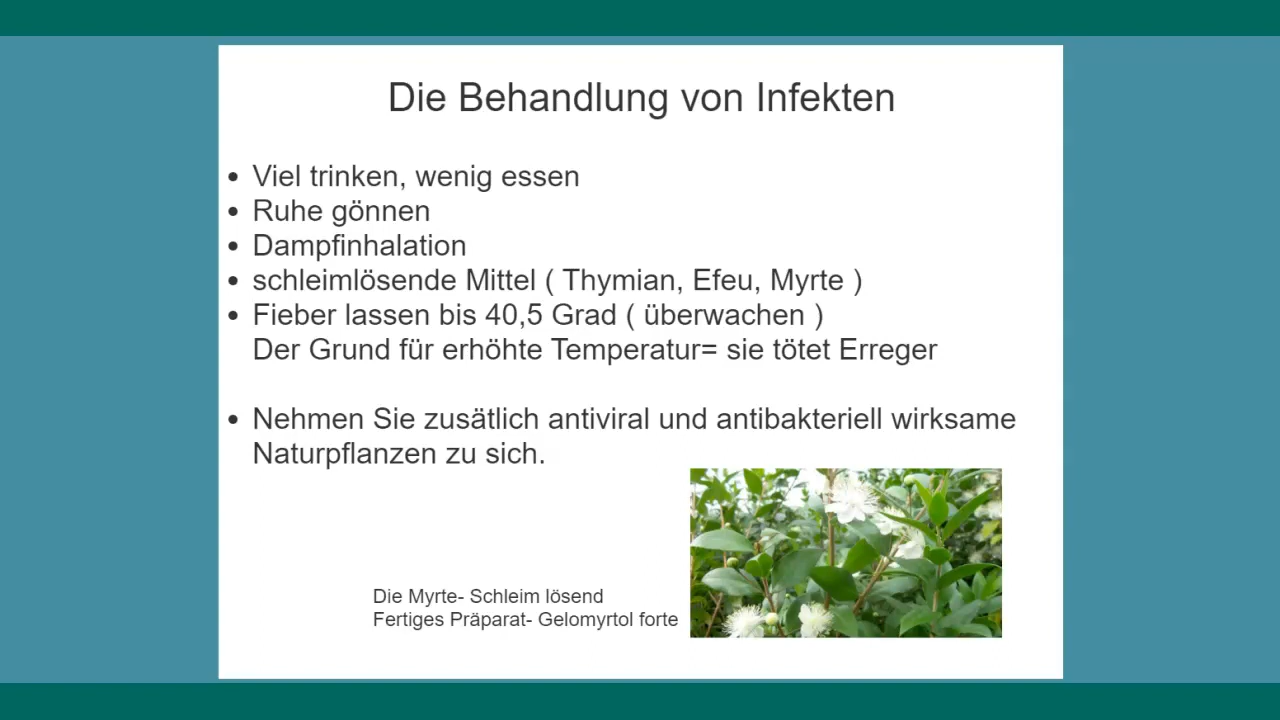 Die Behandlung von Infekten
• Viel trinken, wenig essen
• Ruhe gönnen
• Dampfinhalation
• schleimlösende Mittel ( Thymian, Efeu, Myrte )
• Fieber lassen bis 40,5 Grad ( überwachen )
Der Grund für erhöhte Temperatur= sie tötet Erreger
• Nehmen Sie zusätlich antiviral und antibakteriell wirksame
Naturpflanzen zu sich.
Die Myrte- Schleim lösend
Fertiges Präparat- Gelomyrtol forte